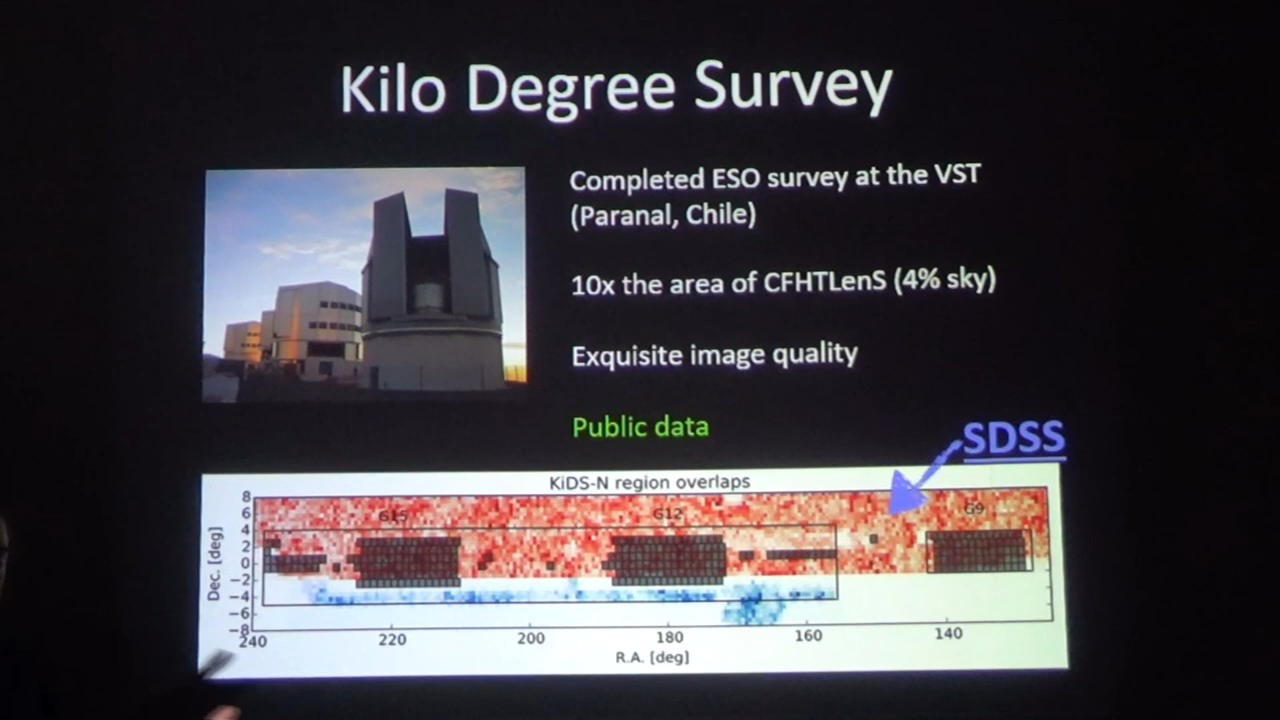 Kilo Degree Survey
Completed ESO survey at the VST
(Paranal, Chile)
10x the area of CFHTLenS (4% sky)
Exquisite image quality
Public data
SDSS
KiDS-N region overlaps
G15 G12 G9
8
6
4
2
0
−2
−4
−6
−8
Dec. [deg]
240 220 200 180 160 140
R.A. [deg]